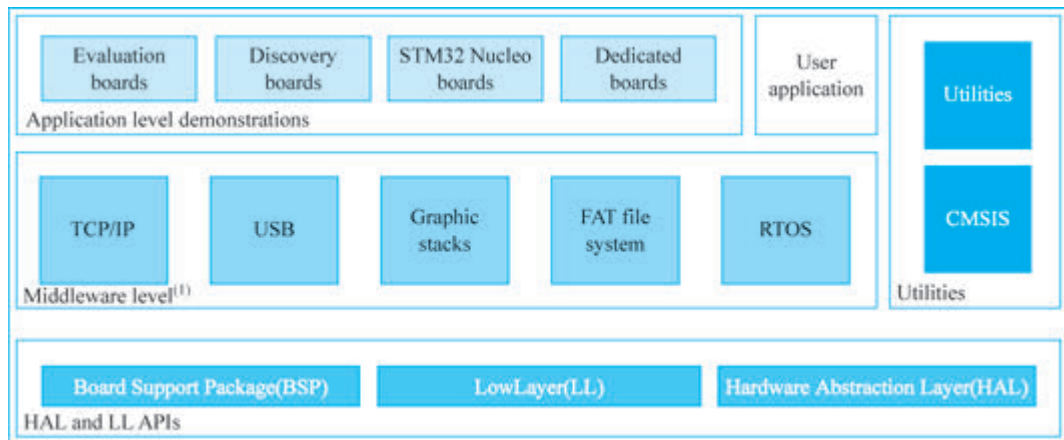 Evaluation
boards
Discovery
boards
STM32 Nucleo
boards
Dedicated
boards
Application level demonstrations
User
application
Utilities
CMSIS
Utilities
TCP/IP
USB
Graphic
stacks
FAT file
system
RTOS
Middleware level(1)
Board Support Package(BSP)
LowLayer(LL)
Hardware Abstraction Layer(HAL)
HAL and LL APIs